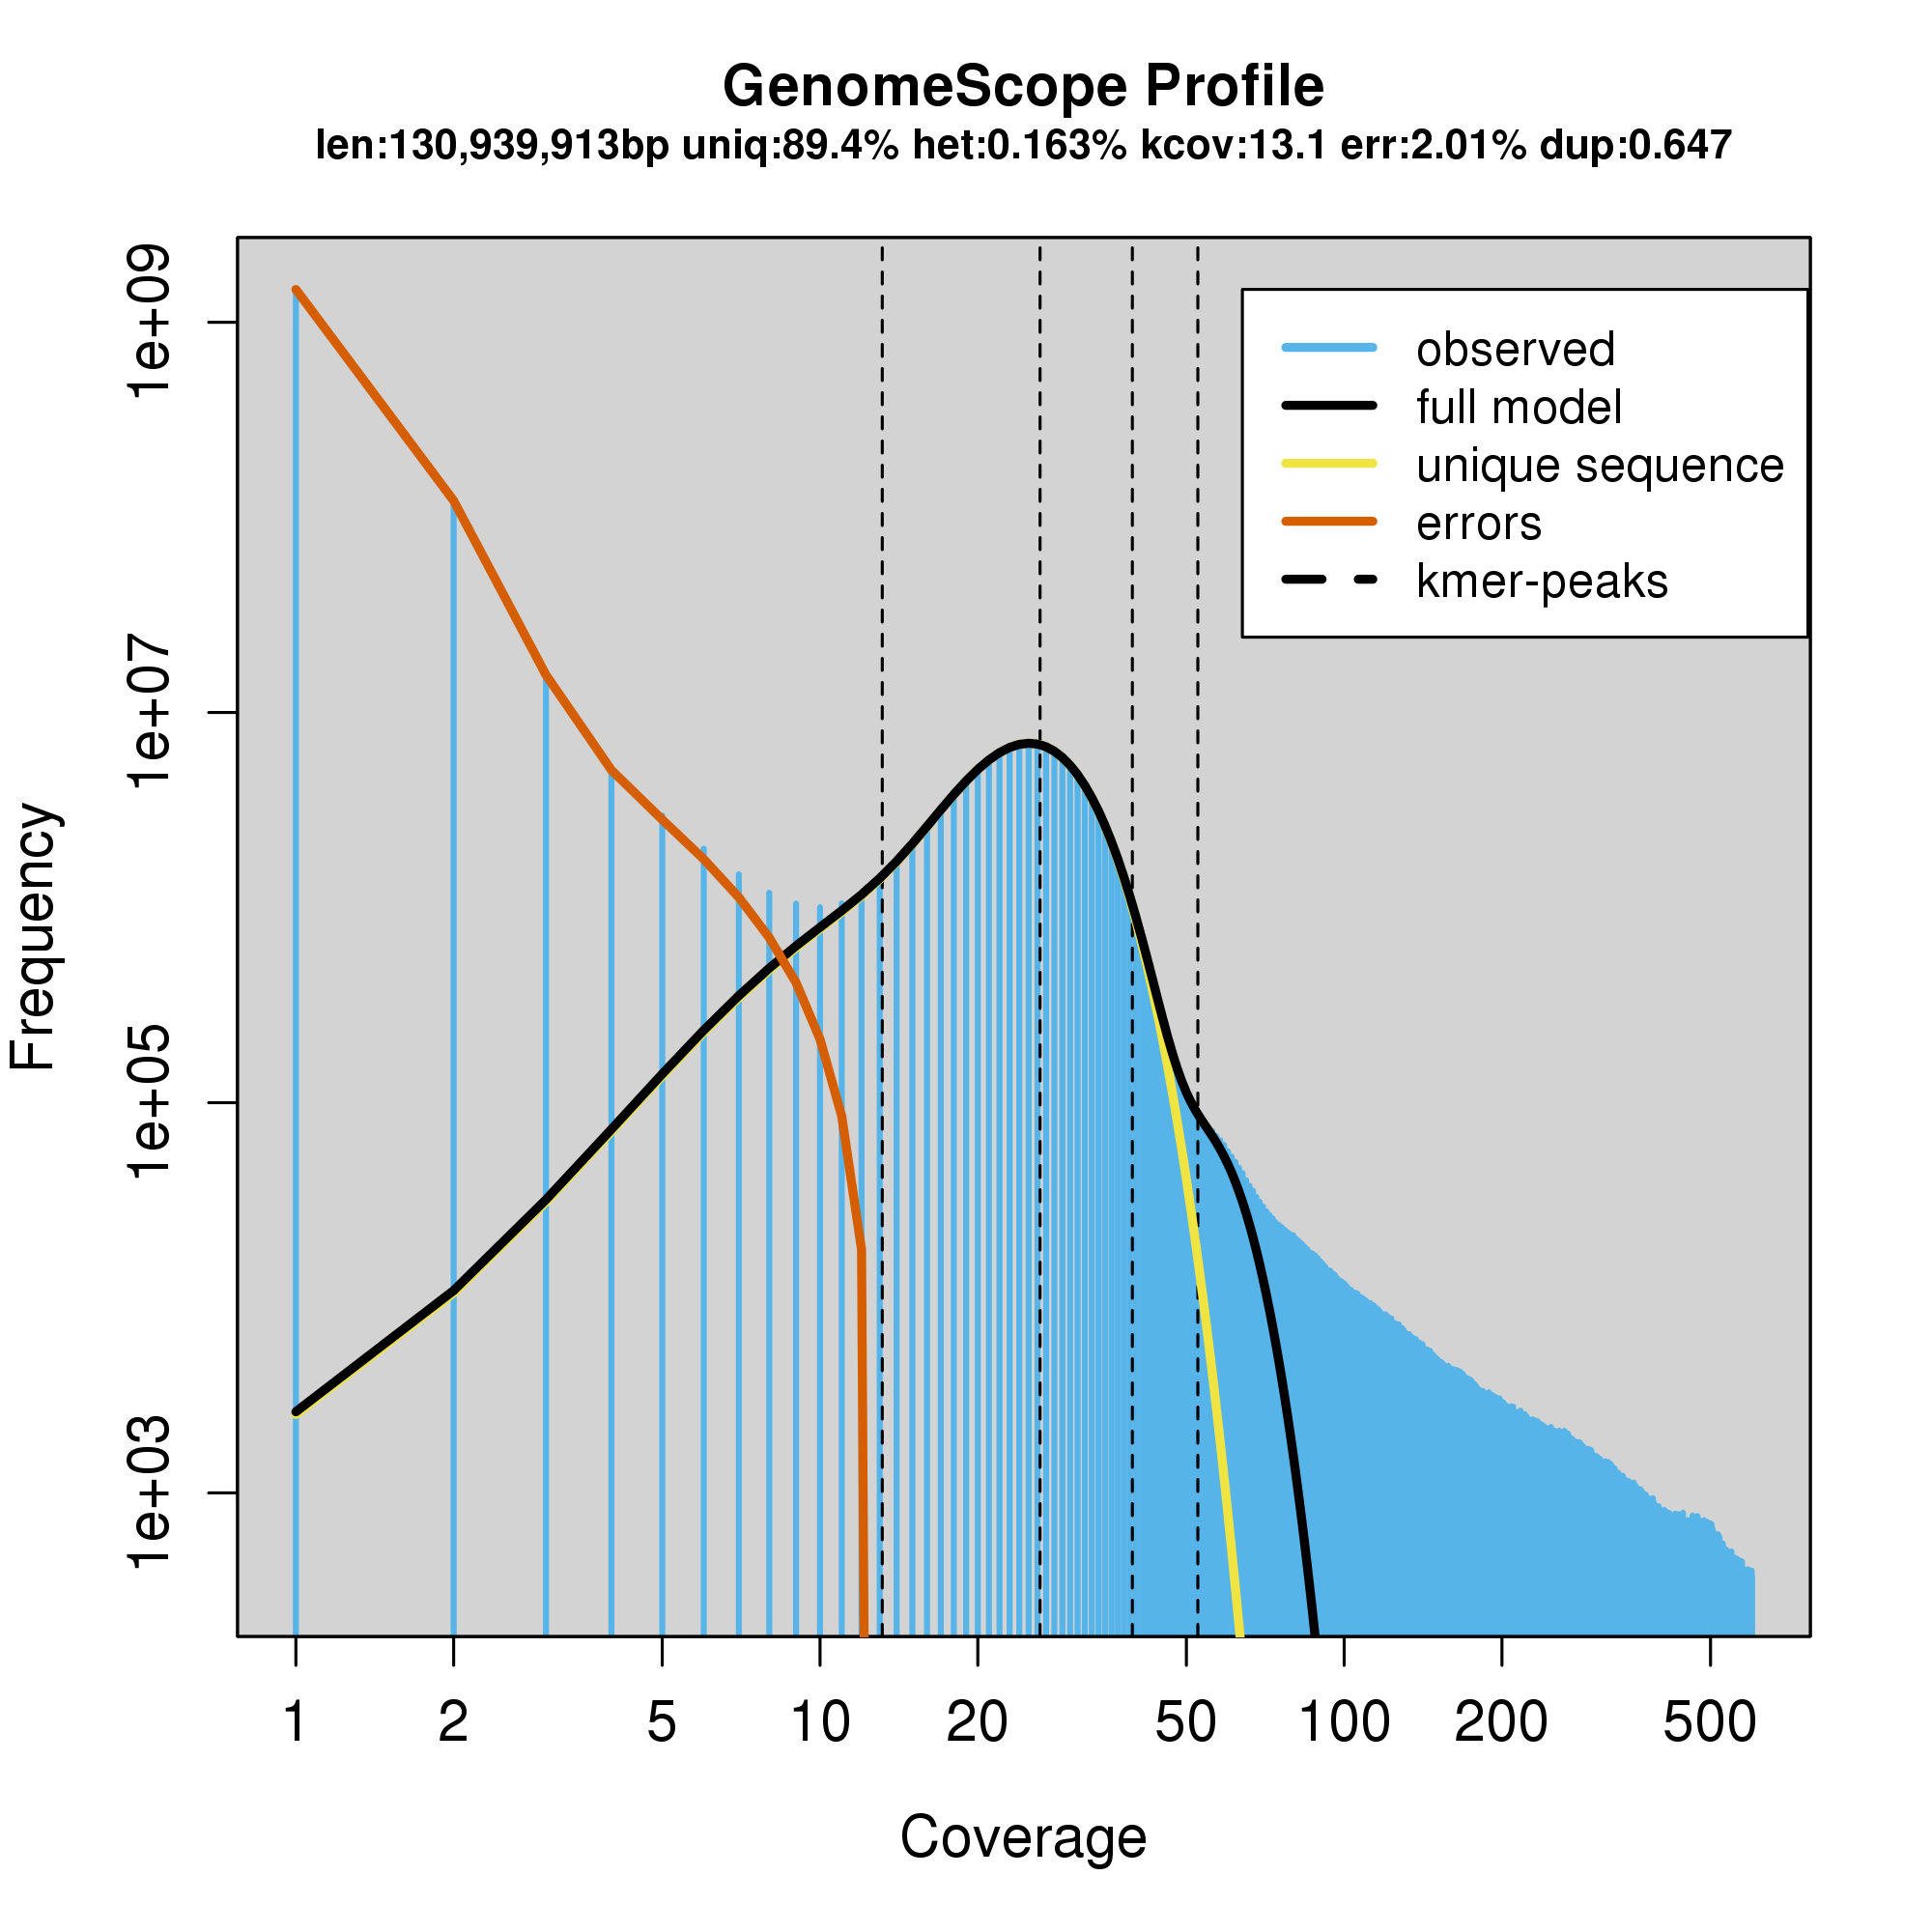 GenomeScope Profile
len:130,939,913bp uniq:89.4% het:0.163% kcov:13.1 err:2.01% dup:0.647
1e+09
1e+07
1e+05
1e+03
Frequency
observed
full model
unique sequence
errors
kmer-peaks
1 2 5 10 20 50 100 200 500
Coverage